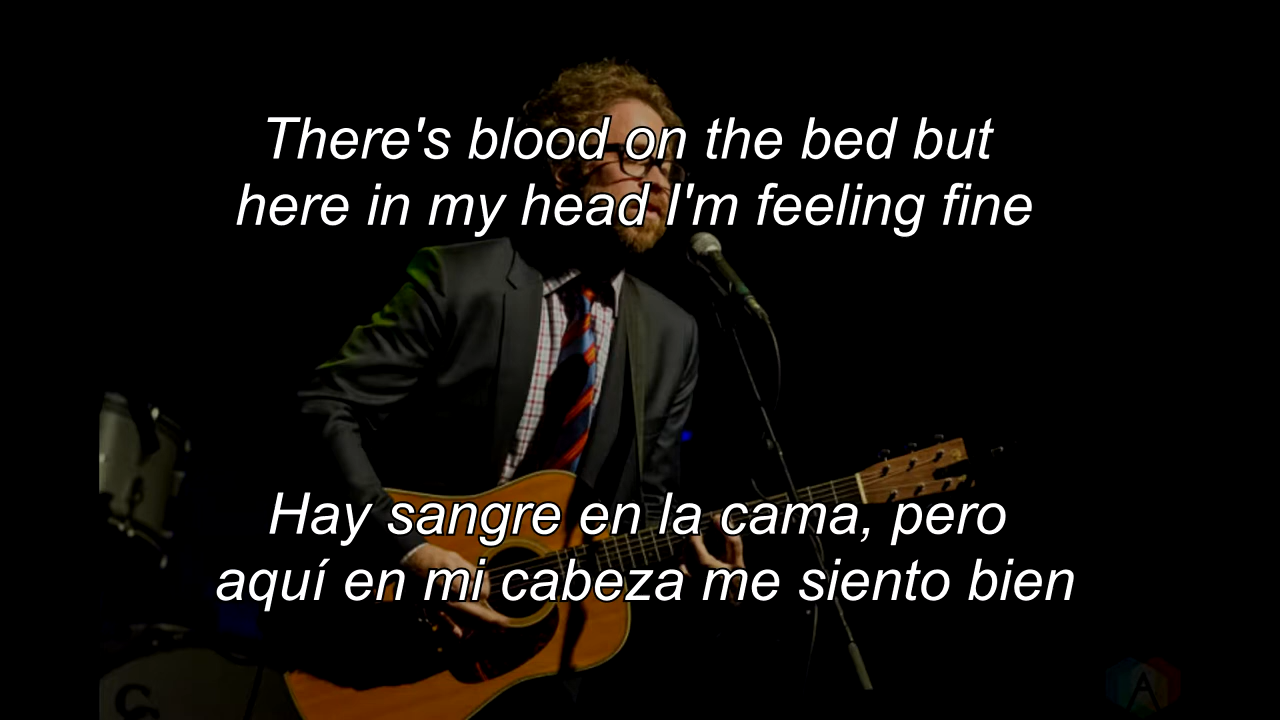 There's blood on the bed but
here in my head I'm feeling fine
Hay sangre en la cama, pero
aquí en mi cabeza me siento bien